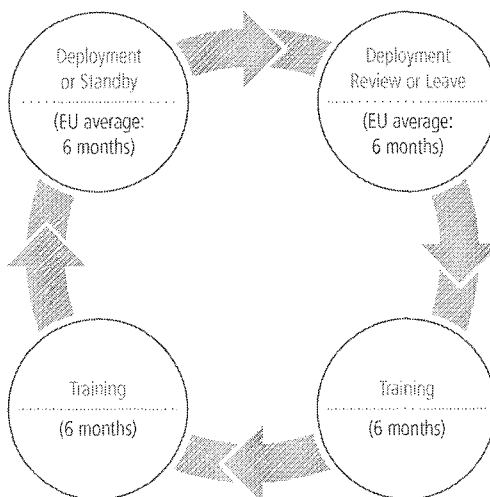 Deployment
or Standby
(EU average:
6 months)
Deployment
Review or Leave
(EU average:
6 months)
Training
(6 months)
Training
(6 months)